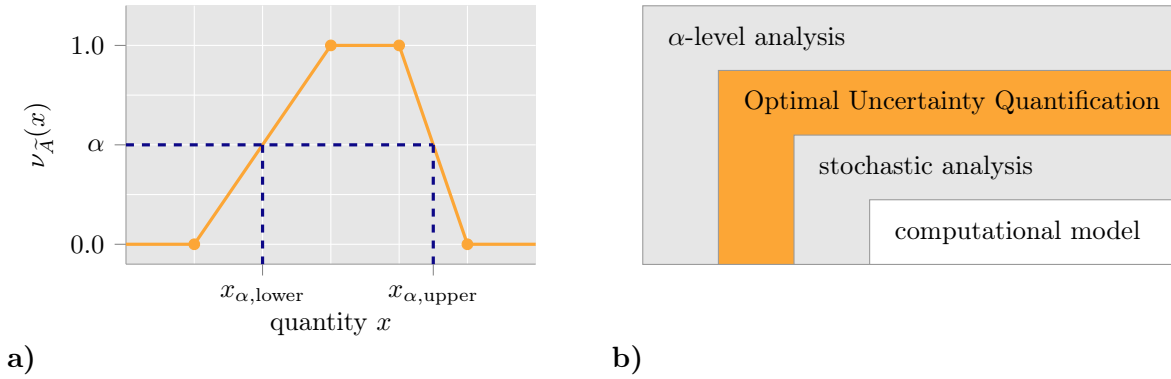 1.0
α
0.0
ν_Ã(x)
x_α,lower
x_α,upper
quantity x
a)
α-level analysis
Optimal Uncertainty Quantification
stochastic analysis
computational model
b)